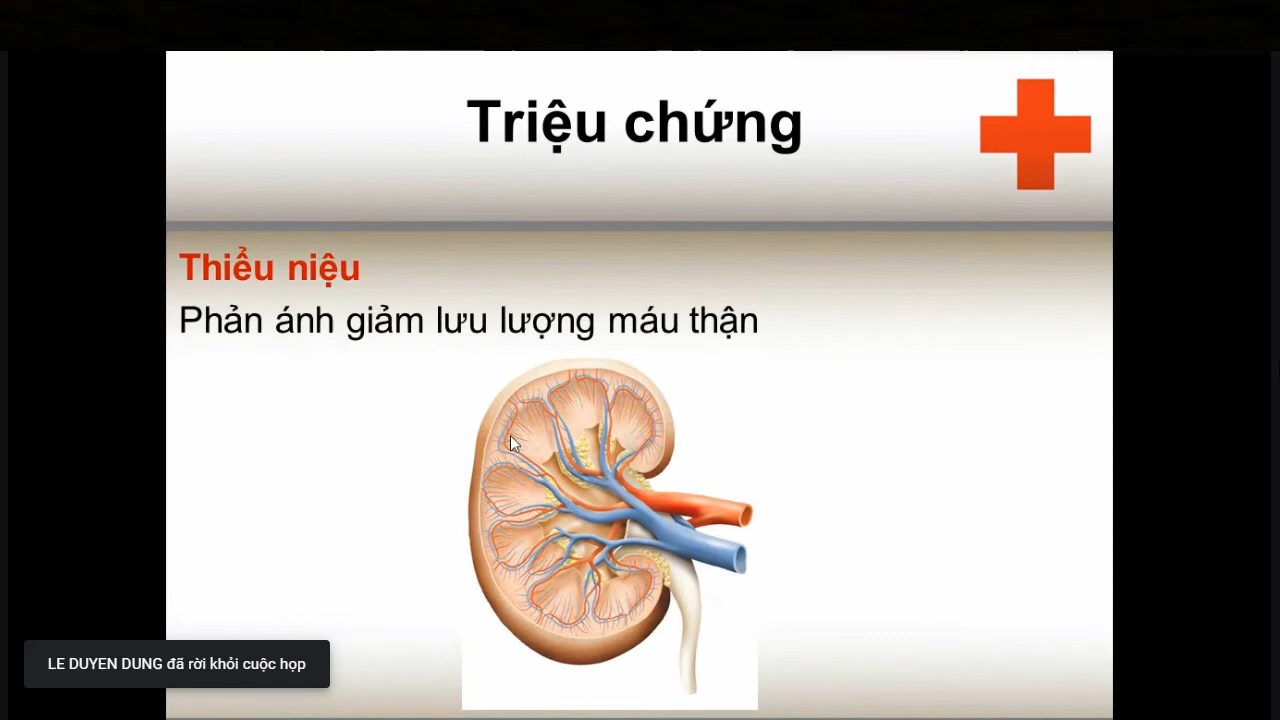 Triệu chứng
Thiểu niệu
Phản ánh giảm lưu lượng máu thận
LE DUYEN DUNG đã rời khỏi cuộc họp